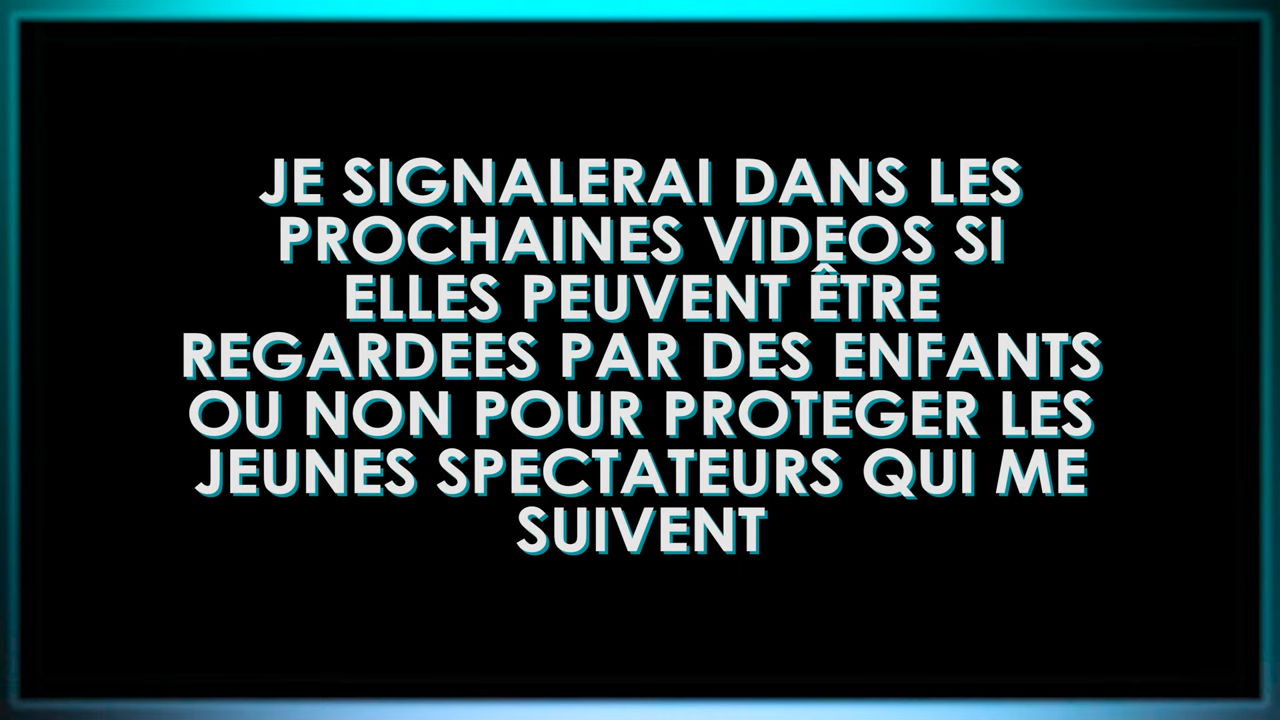 JE SIGNALERAI DANS LES
PROCHAINES VIDEOS SI
ELLES PEUVENT ÊTRE
REGARDEES PAR DES ENFANTS
OU NON POUR PROTEGER LES
JEUNES SPECTATEURS QUI ME
SUIVENT